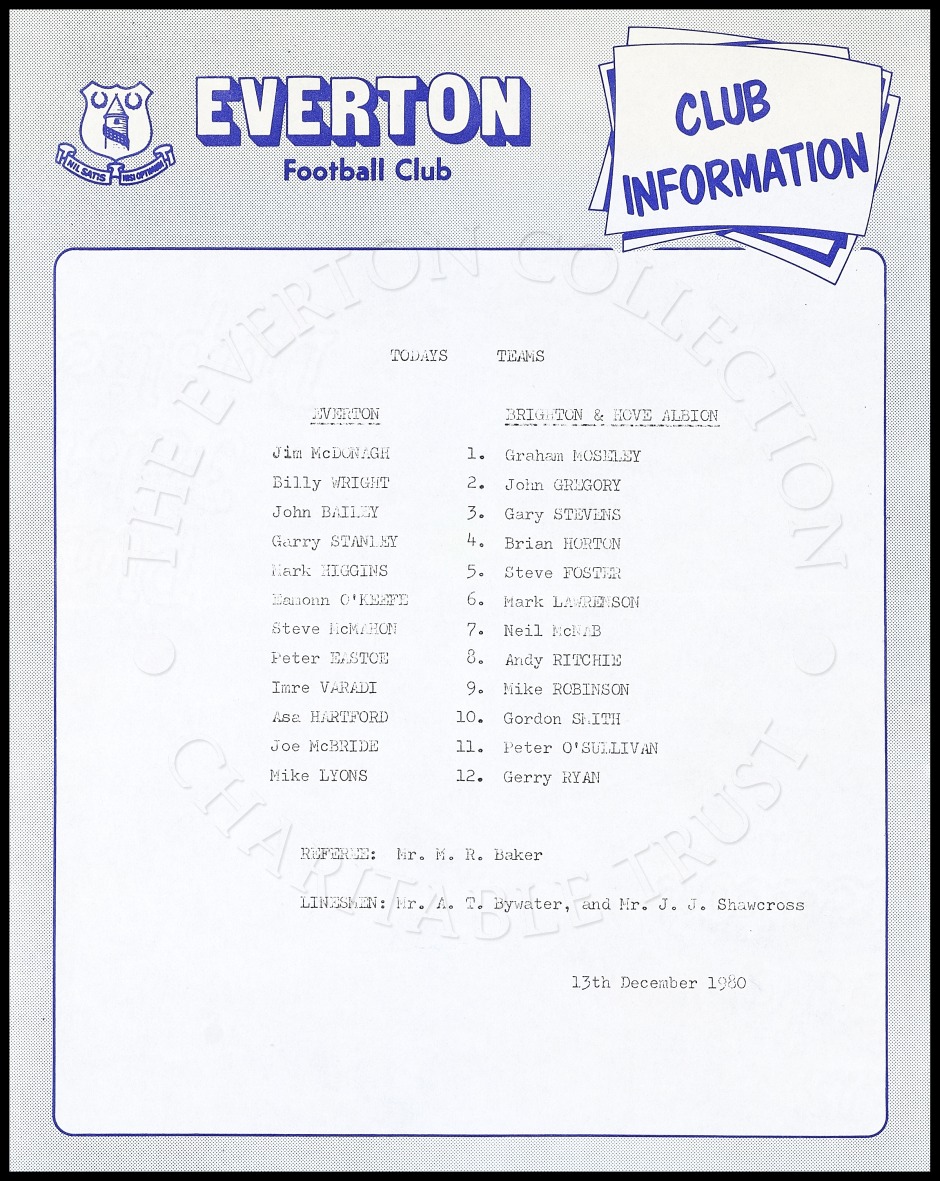 EVERTON
Football Club
NIL SATIS NISI OPTIMUM
CLUB
INFORMATION
TODAYS TEAMS
EVERTON BRIGHTON & HOVE ALBION
Jim McDONAGH 1. Graham MOSELEY
Billy WRIGHT 2. John GREGORY
John BAILEY 3. Gary STEVENS
Garry STANLEY 4. Brian HORTON
Mark HIGGINS 5. Steve FOSTER
Eamonn O'KEEFE 6. Mark LAWRENSON
Steve McMAHON 7. Neil McNAB
Peter EASTOE 8. Andy RITCHIE
Imre VARADI 9. Mike ROBINSON
Asa HARTFORD 10. Gordon SMITH
Joe McBRIDE 11. Peter O'SULLIVAN
Mike LYONS 12. Gerry RYAN
REFEREE: Mr. M. R. Baker
LINESMEN: Mr. A. T. Bywater, and Mr. J. J. Shawcross
13th December 1980
THE EVERTON COLLECTION
CHARITABLE TRUST